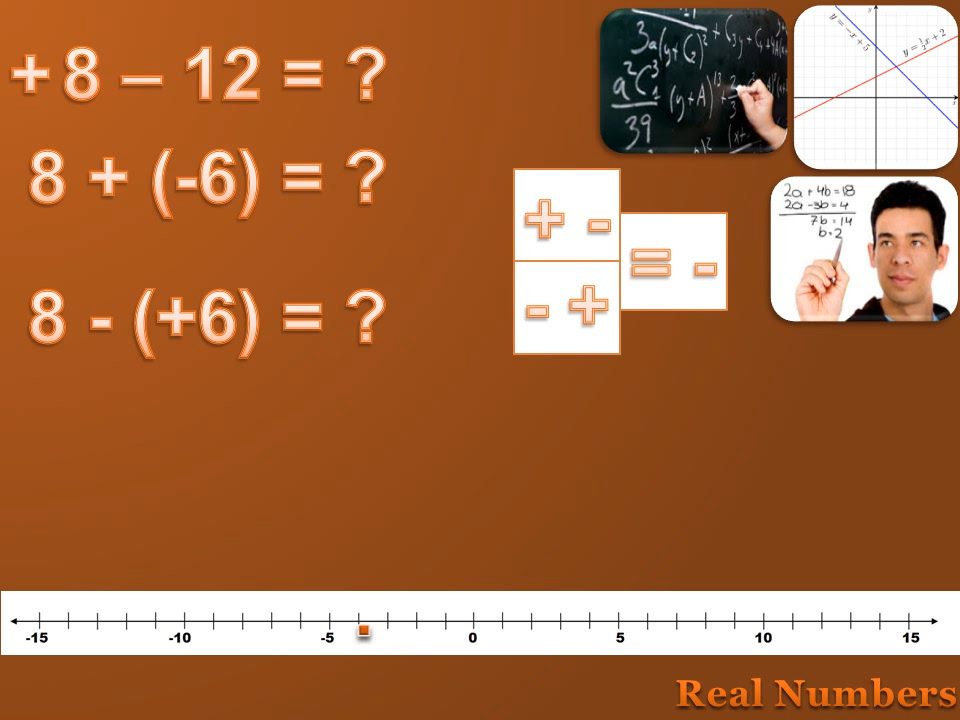 + 8 – 12 = ?
8 + (-6) = ?
8 - (+6) = ?
+ -
- +
= -
y = -x + 5
y = ½x + 2
2a + 4b = 18
2a - 3b = 4
7b = 14
b = 2
-15 -10 -5 0 5 10 15
Real Numbers